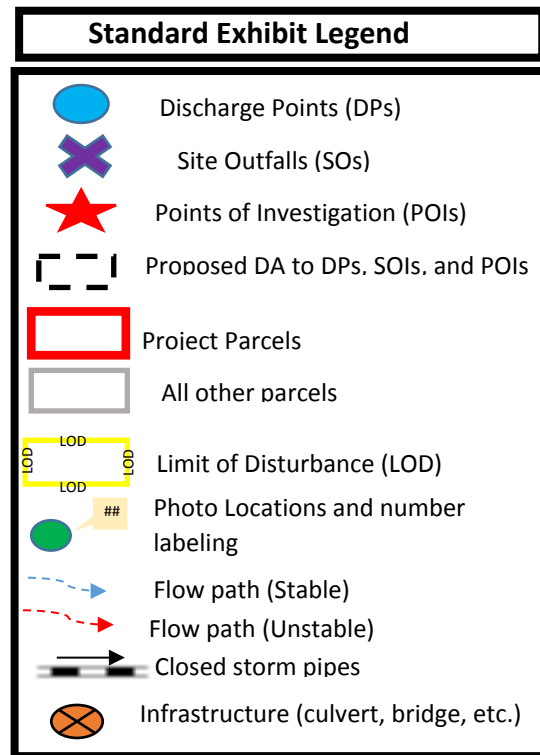 Standard Exhibit Legend
Discharge Points (DPs)
Site Outfalls (SOs)
Points of Investigation (POIs)
Proposed DA to DPs, SOIs, and POIs
Project Parcels
All other parcels
LOD
LOD
LOD
LOD
Limit of Disturbance (LOD)
##
Photo Locations and number
labeling
Flow path (Stable)
Flow path (Unstable)
Closed storm pipes
Infrastructure (culvert, bridge, etc.)